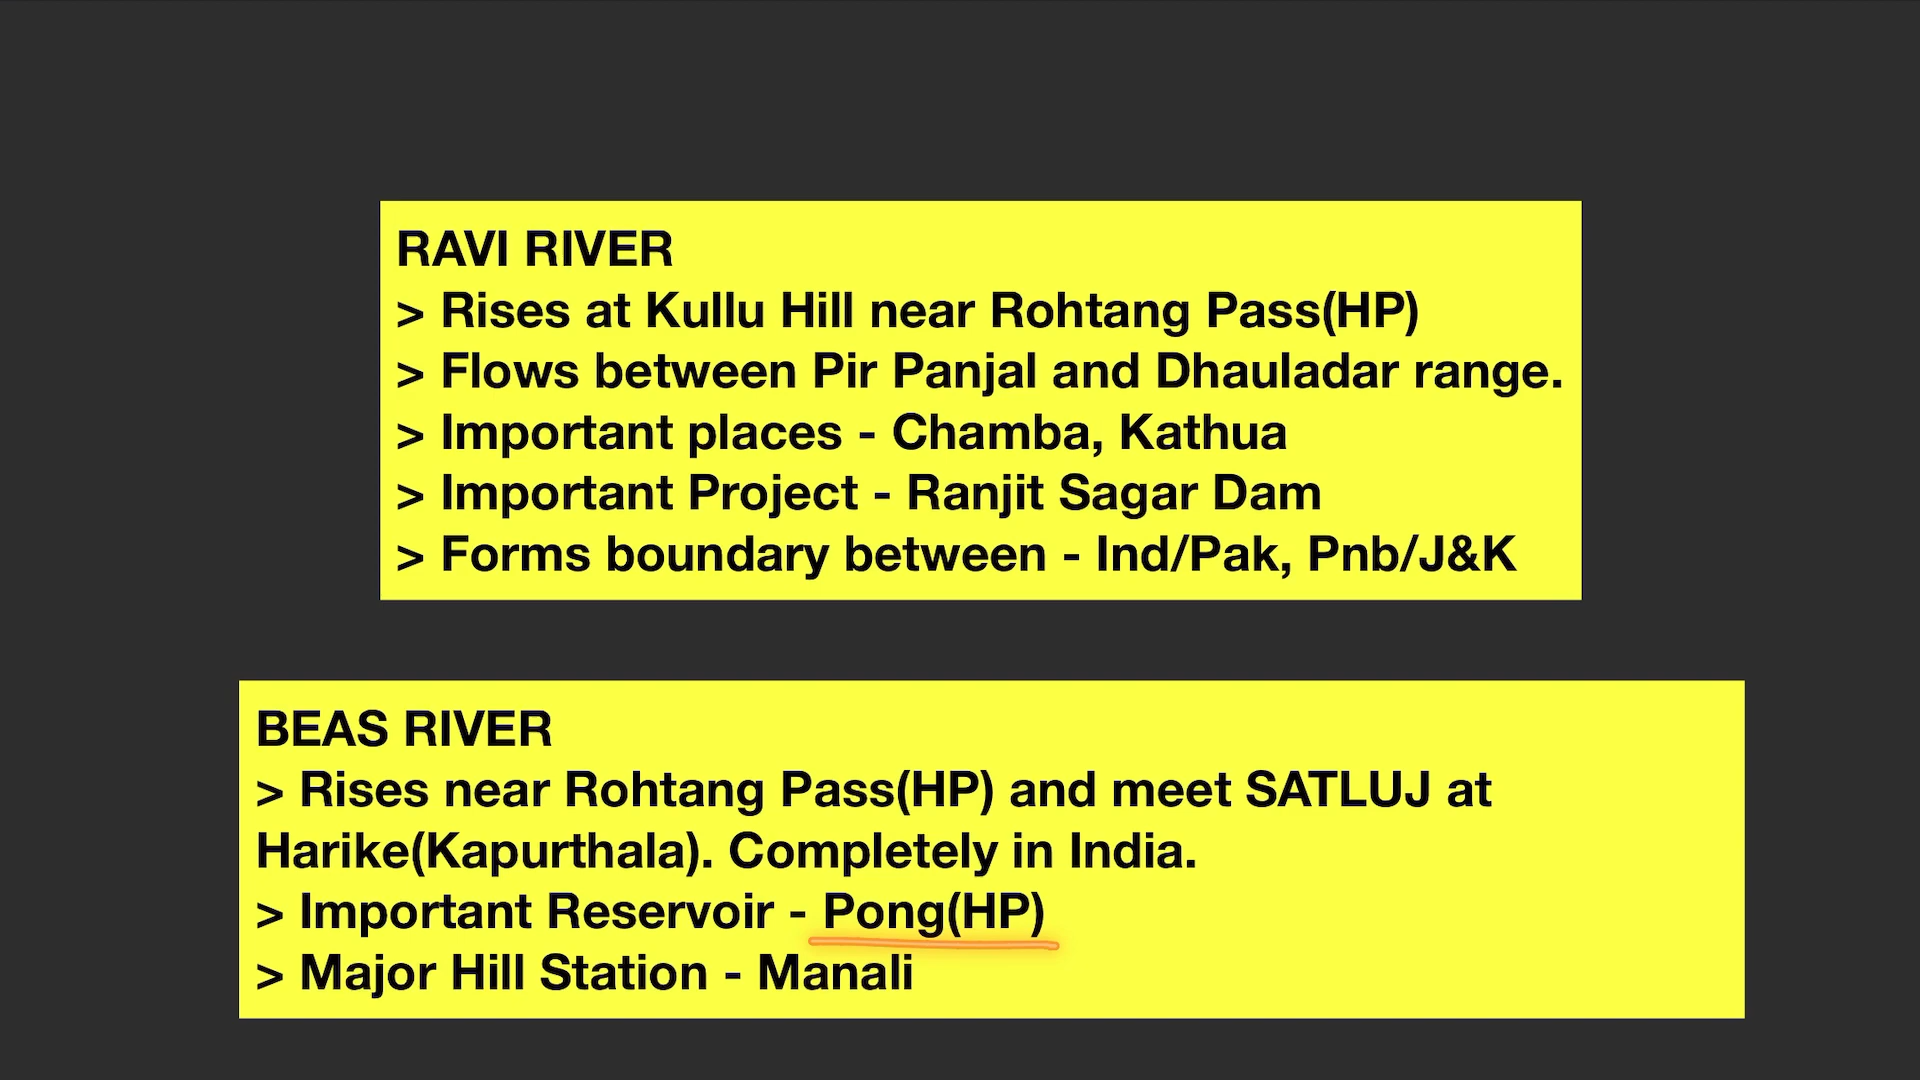 RAVI RIVER
> Rises at Kullu Hill near Rohtang Pass(HP)
> Flows between Pir Panjal and Dhauladar range.
> Important places - Chamba, Kathua
> Important Project - Ranjit Sagar Dam
> Forms boundary between - Ind/Pak, Pnb/J&K
BEAS RIVER
> Rises near Rohtang Pass(HP) and meet SATLUJ at
Harike(Kapurthala). Completely in India.
> Important Reservoir - Pong(HP)
> Major Hill Station - Manali